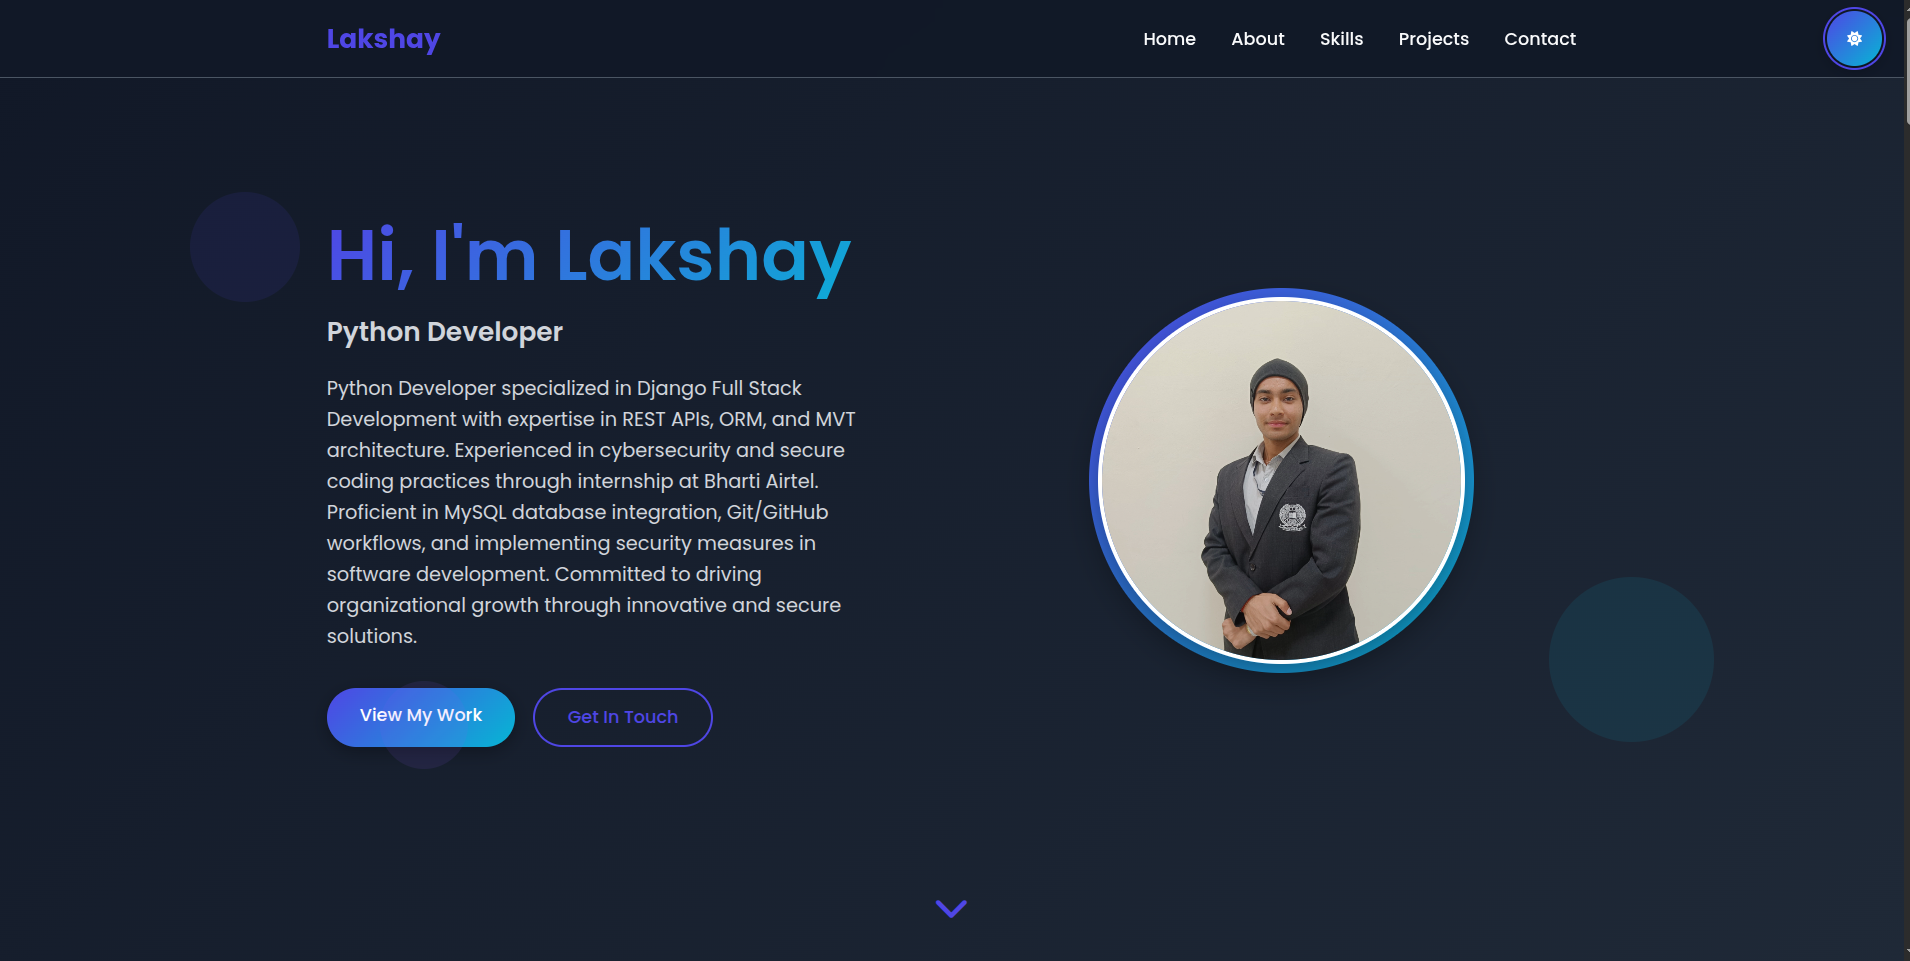 Lakshay
Home About Skills Projects Contact
Hi, I'm Lakshay
Python Developer
Python Developer specialized in Django Full Stack
Development with expertise in REST APIs, ORM, and MVT
architecture. Experienced in cybersecurity and secure
coding practices through internship at Bharti Airtel.
Proficient in MySQL database integration, Git/GitHub
workflows, and implementing security measures in
software development. Committed to driving
organizational growth through innovative and secure
solutions.
View My Work Get In Touch